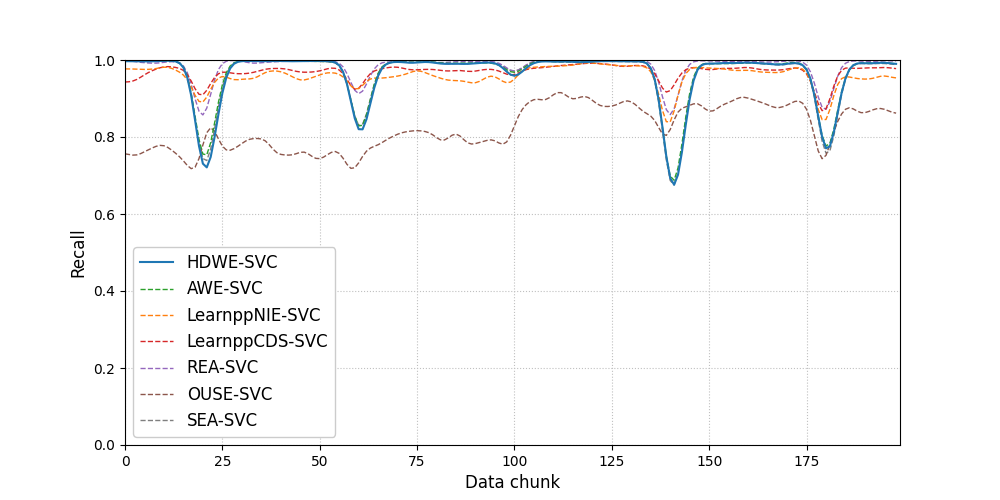 1.0
0.8
0.6
0.4
0.2
0.0
Recall
HDWE-SVC
AWE-SVC
LearnppNIE-SVC
LearnppCDS-SVC
REA-SVC
OUSE-SVC
SEA-SVC
0 25 50 75 100 125 150 175
Data chunk